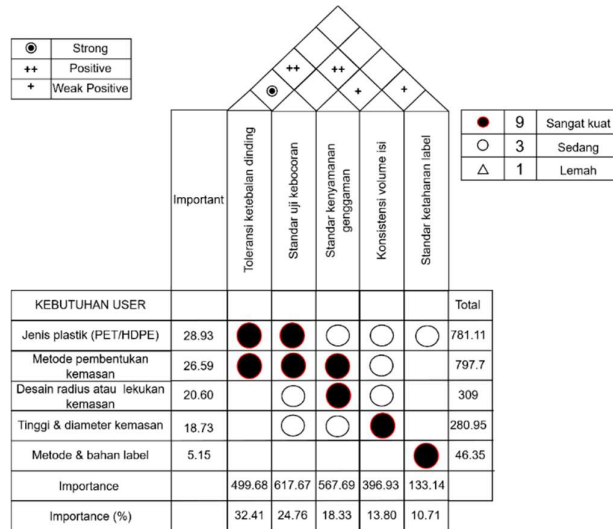 Strong
++ Positive
+ Weak Positive
++ ++
+ +
9 Sangat kuat
3 Sedang
1 Lemah
Important
Toleransi ketebalan dinding
Standar uji kebocoran
Standar kenyamanan
genggaman
Konsistensi volume isi
Standar ketahanan label
KEBUTUHAN USER Total
Jenis plastik (PET/HDPE) 28.93 781.11
Metode pembentukan
kemasan 26.59 797.7
Desain radius atau lekukan
kemasan 20.60 309
Tinggi & diameter kemasan 18.73 280.95
Metode & bahan label 5.15 46.35
Importance 499.68 617.67 567.69 396.93 133.14
Importance (%) 32.41 24.76 18.33 13.80 10.71